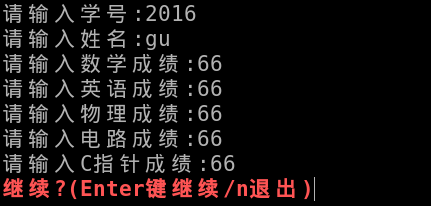 请输入学号:2016
请输入姓名:gu
请输入数学成绩:66
请输入英语成绩:66
请输入物理成绩:66
请输入电路成绩:66
请输入C指针成绩:66
继续?(Enter键继续/n退出)